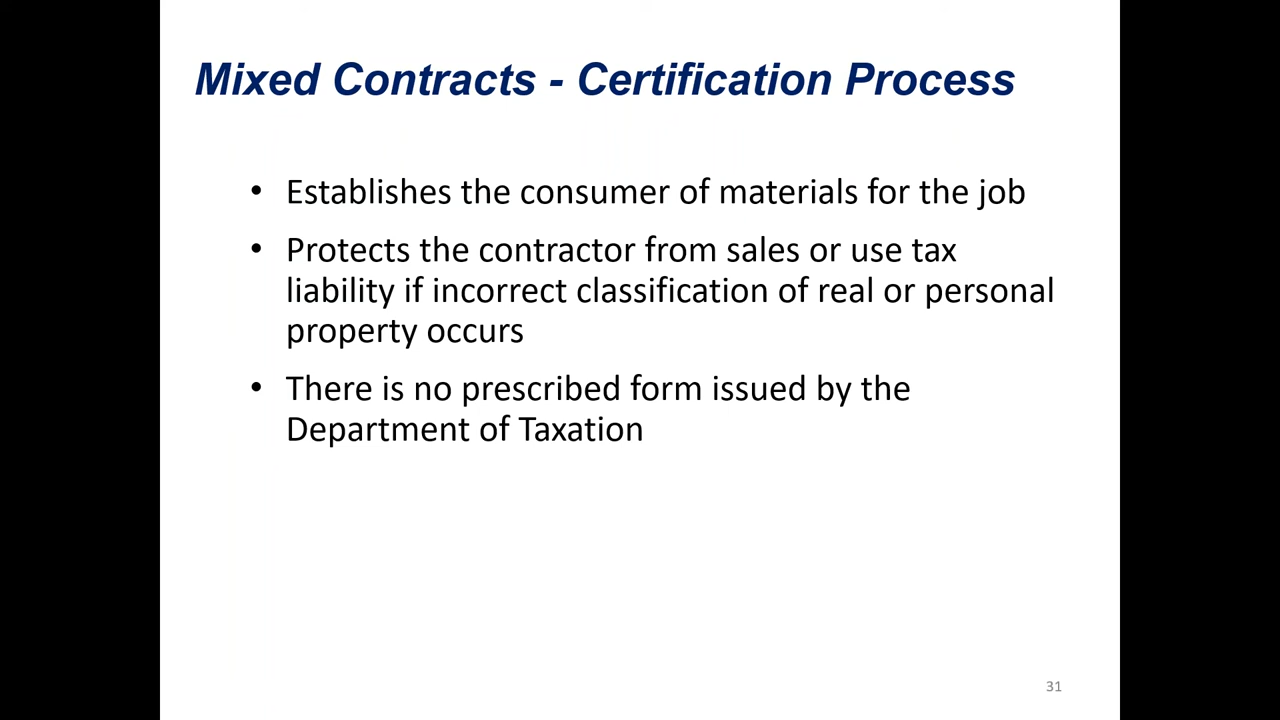 Mixed Contracts - Certification Process
• Establishes the consumer of materials for the job
• Protects the contractor from sales or use tax
liability if incorrect classification of real or personal
property occurs
• There is no prescribed form issued by the
Department of Taxation
31